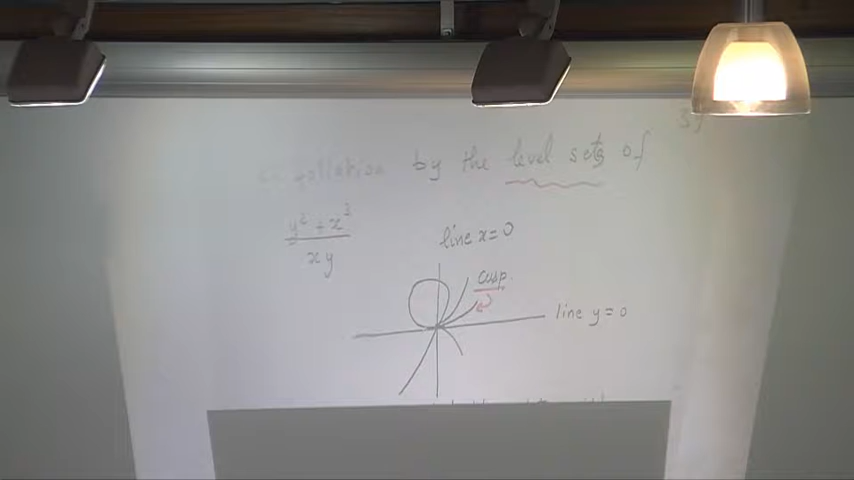 by the level sets of
y² + x³
xy
line x = 0
cusp.
line y = 0